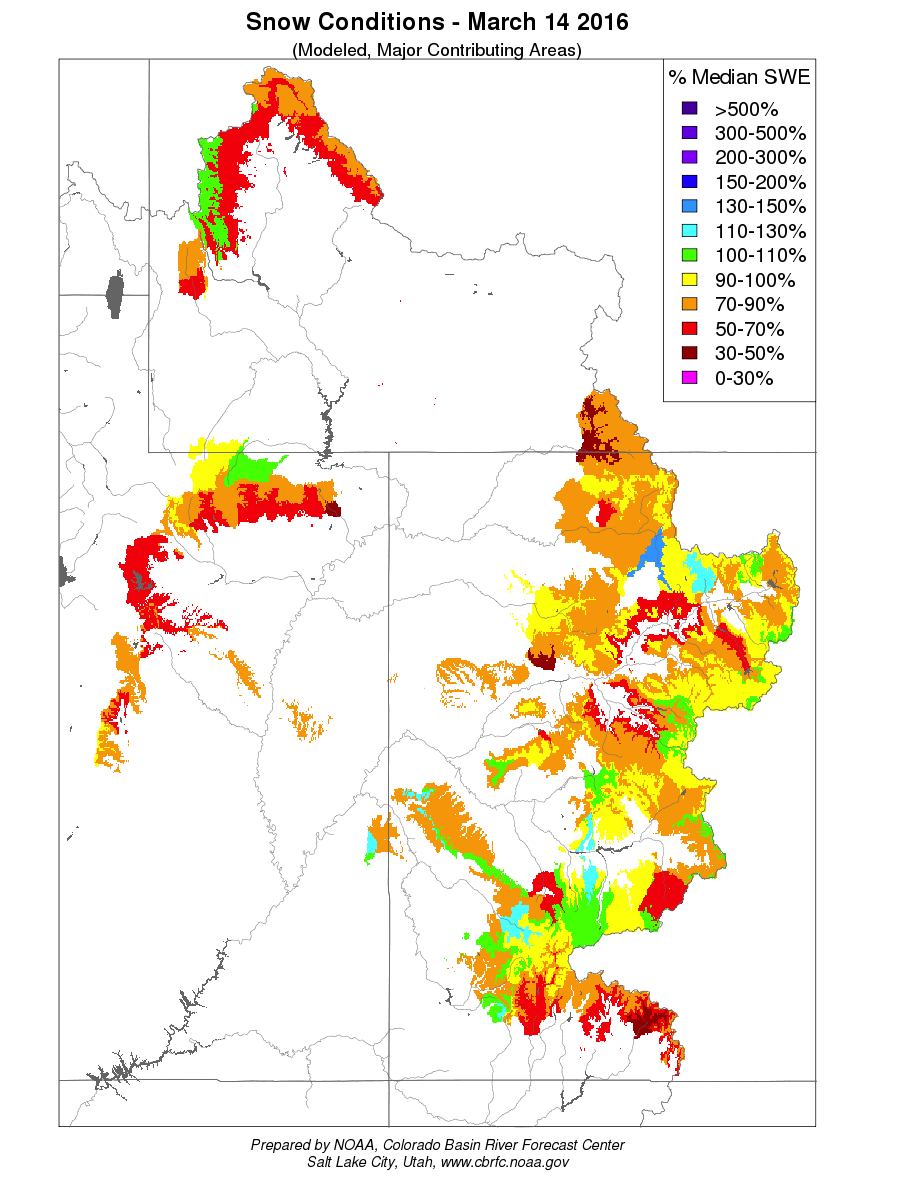 Snow Conditions - March 14 2016
(Modeled, Major Contributing Areas)
% Median SWE
>500%
300-500%
200-300%
150-200%
130-150%
110-130%
100-110%
90-100%
70-90%
50-70%
30-50%
0-30%
Prepared by NOAA, Colorado Basin River Forecast Center
Salt Lake City, Utah, www.cbrfc.noaa.gov